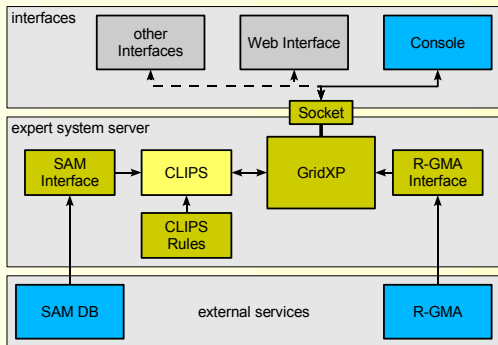 interfaces
other
Interfaces
Web Interface
Console
Socket
expert system server
SAM
Interface
CLIPS
GridXP
R-GMA
Interface
CLIPS
Rules
SAM DB
external services
R-GMA